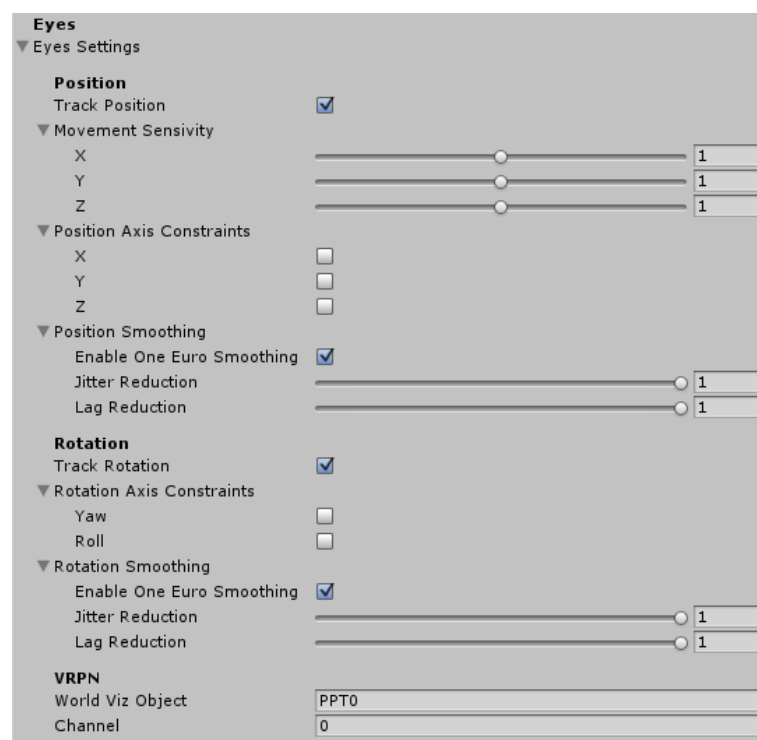 Eyes
Eyes Settings
Position
Track Position
Movement Sensivity
X 1
Y 1
Z 1
Position Axis Constraints
X
Y
Z
Position Smoothing
Enable One Euro Smoothing
Jitter Reduction 1
Lag Reduction 1
Rotation
Track Rotation
Rotation Axis Constraints
Yaw
Roll
Rotation Smoothing
Enable One Euro Smoothing
Jitter Reduction 1
Lag Reduction 1
VRPN
World Viz Object PPT0
Channel 0